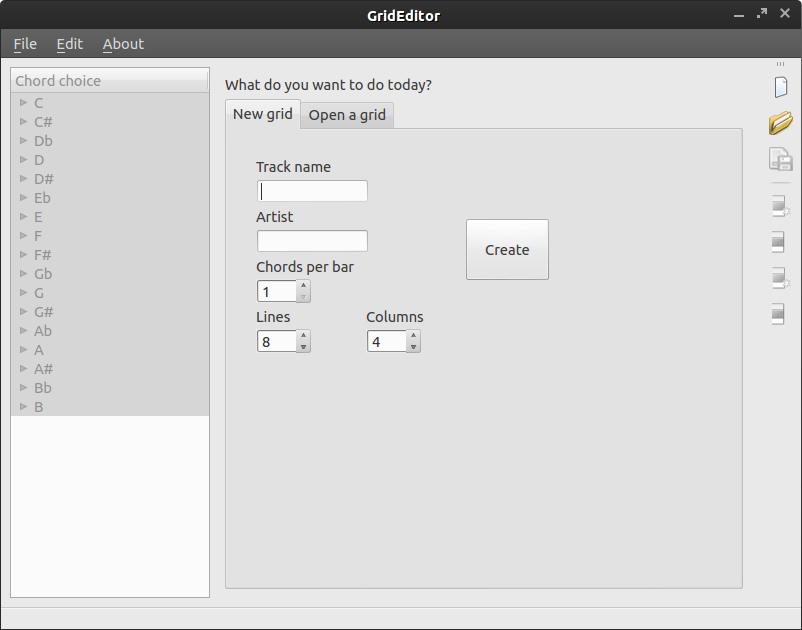 GridEditor
File Edit About
Chord choice
C
C#
Db
D
D#
Eb
E
F
F#
Gb
G
G#
Ab
A
A#
Bb
B
What do you want to do today?
New grid Open a grid
Track name
Artist
Chords per bar
1
Lines Columns
8 4
Create